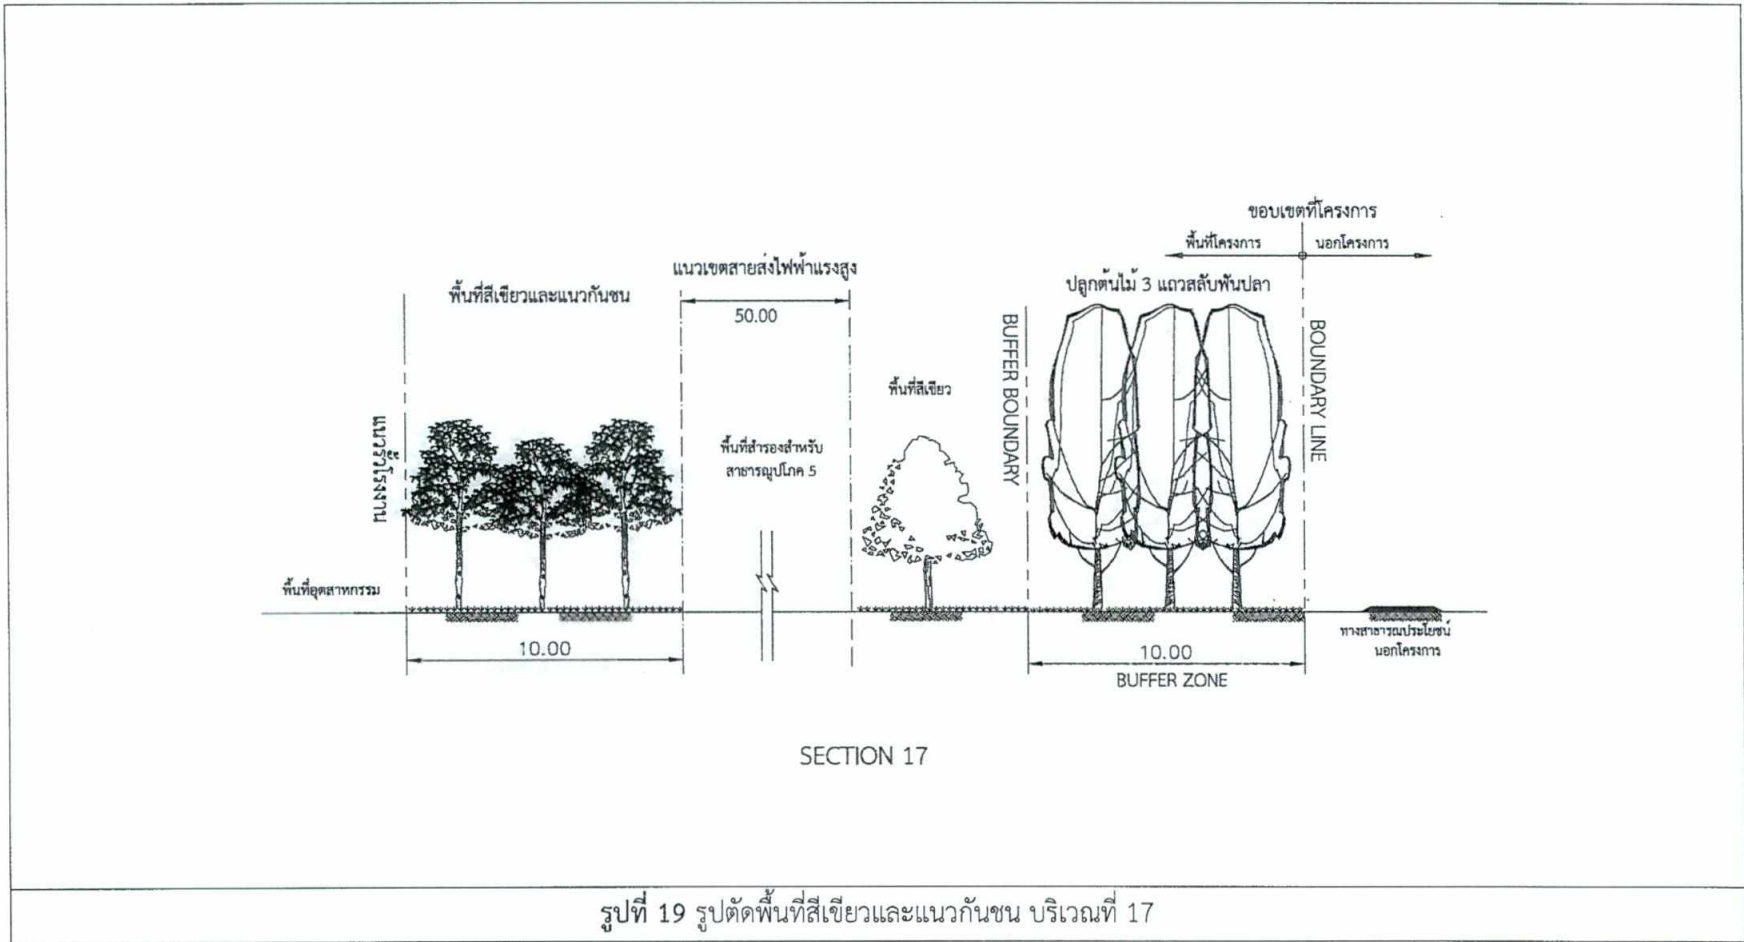 ขอบเขตที่โครงการ
พื้นที่โครงการ นอกโครงการ
แนวเขตสายส่งไฟฟ้าแรงสูง
พื้นที่สีเขียวและแนวกันชน
ปลูกต้นไม้ 3 แถวสลับฟันปลา
50.00
พื้นที่สีเขียว
BUFFER BOUNDARY
BOUNDARY LINE
แนวรั้วโรงงาน
พื้นที่สำรองสำหรับ
สาธารณูปโภค 5
พื้นที่อุตสาหกรรม
ทางสาธารณประโยชน์
นอกโครงการ
10.00
10.00
BUFFER ZONE
SECTION 17
รูปที่ 19 รูปตัดพื้นที่สีเขียวและแนวกันชน บริเวณที่ 17